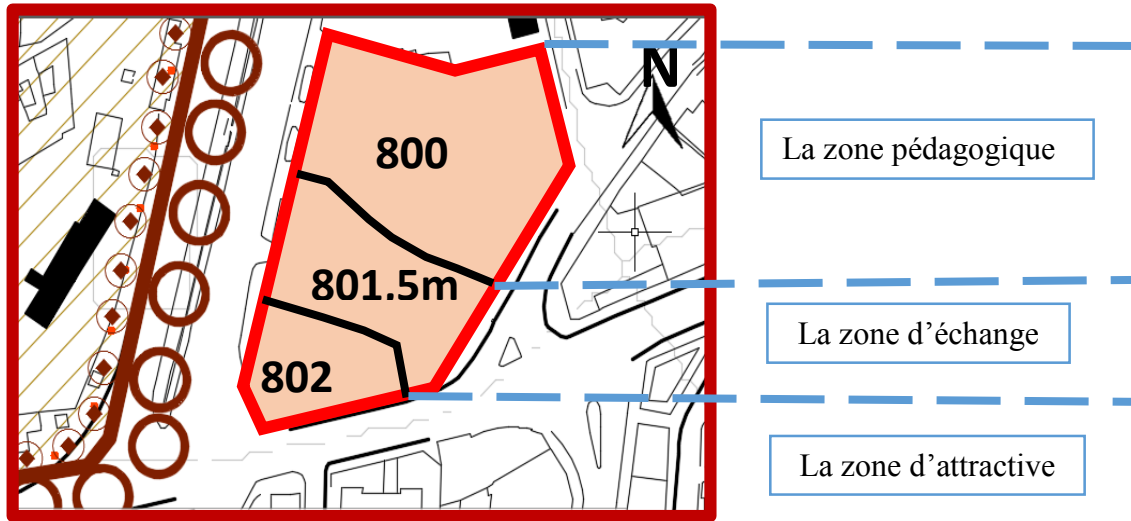 N
800
La zone pédagogique
801.5m
La zone d’échange
802
La zone d’attractive